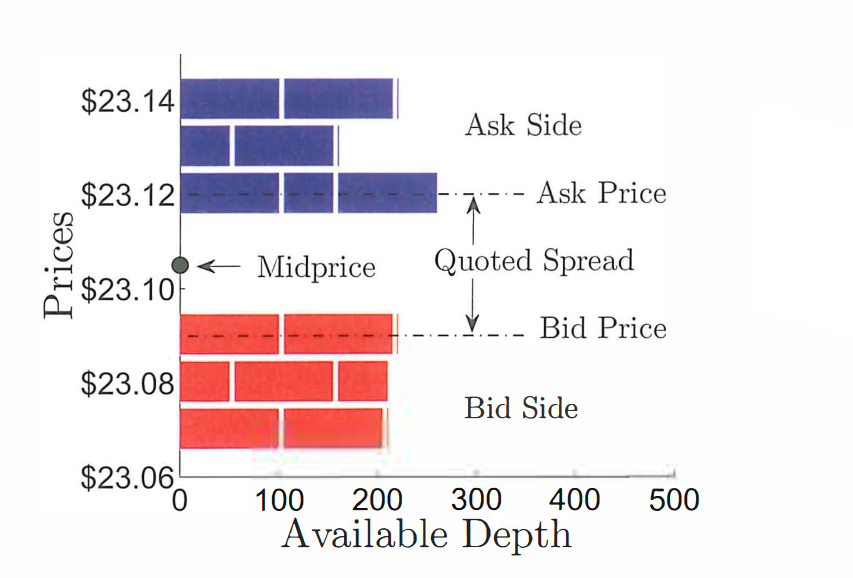 $23.14
Ask Side
$23.12
Ask Price
Prices
Midprice
Quoted Spread
$23.10
Bid Price
$23.08
Bid Side
$23.06
0 100 200 300 400 500
Available Depth